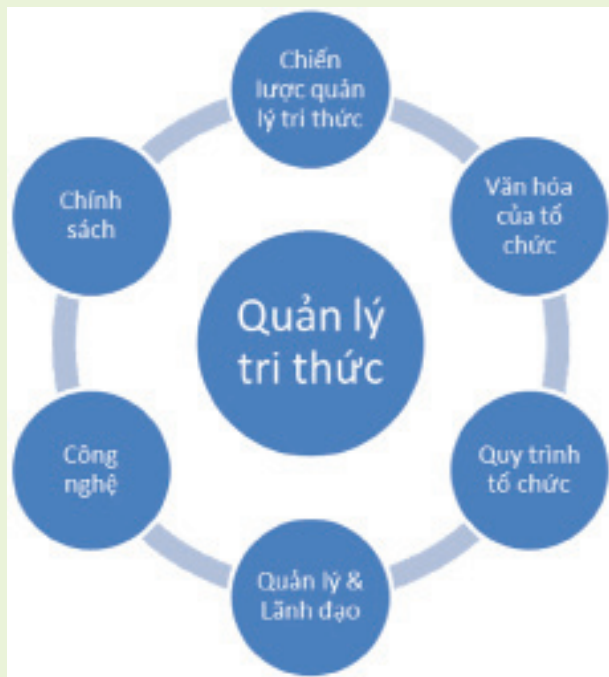 Chiến
lược quản
lý tri thức
Văn hóa
của tổ
chức
Quy trình
tổ chức
Quản lý &
Lãnh đạo
Công
nghệ
Chính
sách
Quản lý
tri thức